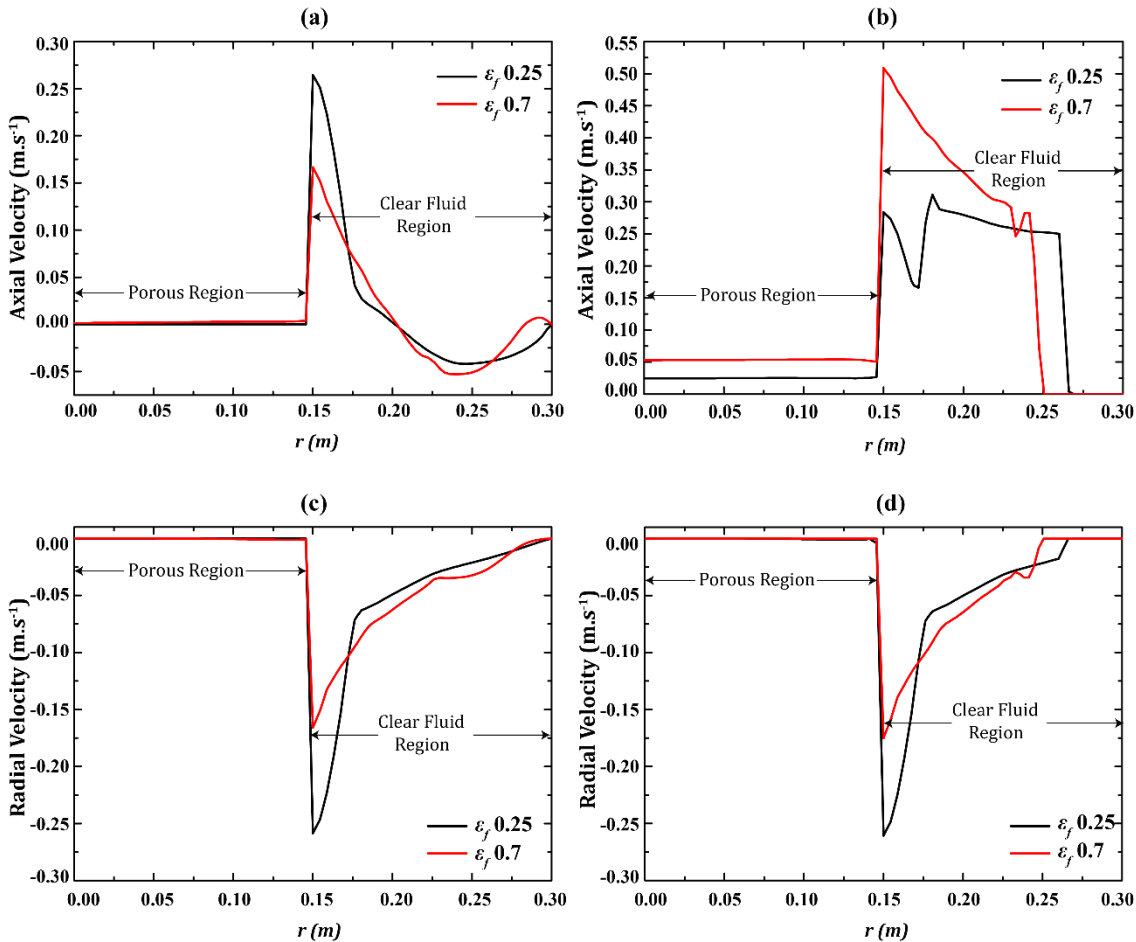 (a)
0.30
0.25
0.20
0.15
0.10
0.05
0.00
-0.05
Axial Velocity (m.s⁻¹)
ε_f 0.25
ε_f 0.7
Clear Fluid
Region
Porous Region
0.00 0.05 0.10 0.15 0.20 0.25 0.30
r (m)
(b)
0.55
0.50
0.45
0.40
0.35
0.30
0.25
0.20
0.15
0.10
0.05
0.00
Axial Velocity (m.s⁻¹)
ε_f 0.25
ε_f 0.7
Clear Fluid
Region
Porous Region
0.00 0.05 0.10 0.15 0.20 0.25 0.30
r (m)
(c)
0.00
-0.05
-0.10
-0.15
-0.20
-0.25
-0.30
Radial Velocity (m.s⁻¹)
Porous Region
Clear Fluid
Region
ε_f 0.25
ε_f 0.7
0.00 0.05 0.10 0.15 0.20 0.25 0.30
r (m)
(d)
0.00
-0.05
-0.10
-0.15
-0.20
-0.25
-0.30
Radial Velocity (m.s⁻¹)
Porous Region
Clear Fluid
Region
ε_f 0.25
ε_f 0.7
0.00 0.05 0.10 0.15 0.20 0.25 0.30
r (m)